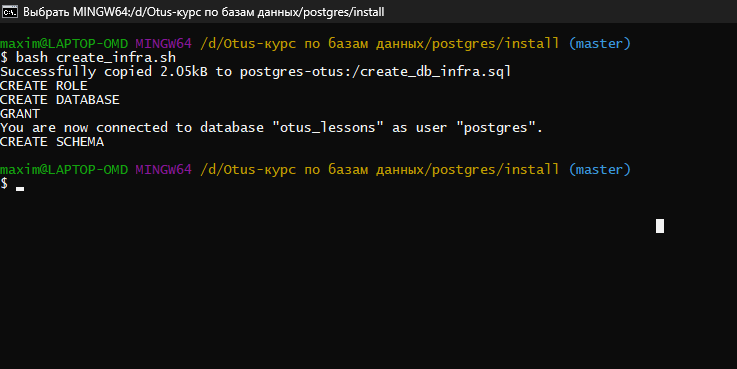 Выбрать MINGW64:/d/Otus-курс по базам данных/postgres/install
maxim@LAPTOP-OMD MINGW64 /d/Otus-курс по базам данных/postgres/install (master)
$ bash create_infra.sh
Successfully copied 2.05kB to postgres-otus:/create_db_infra.sql
CREATE ROLE
CREATE DATABASE
GRANT
You are now connected to database "otus_lessons" as user "postgres".
CREATE SCHEMA
maxim@LAPTOP-OMD MINGW64 /d/Otus-курс по базам данных/postgres/install (master)
$